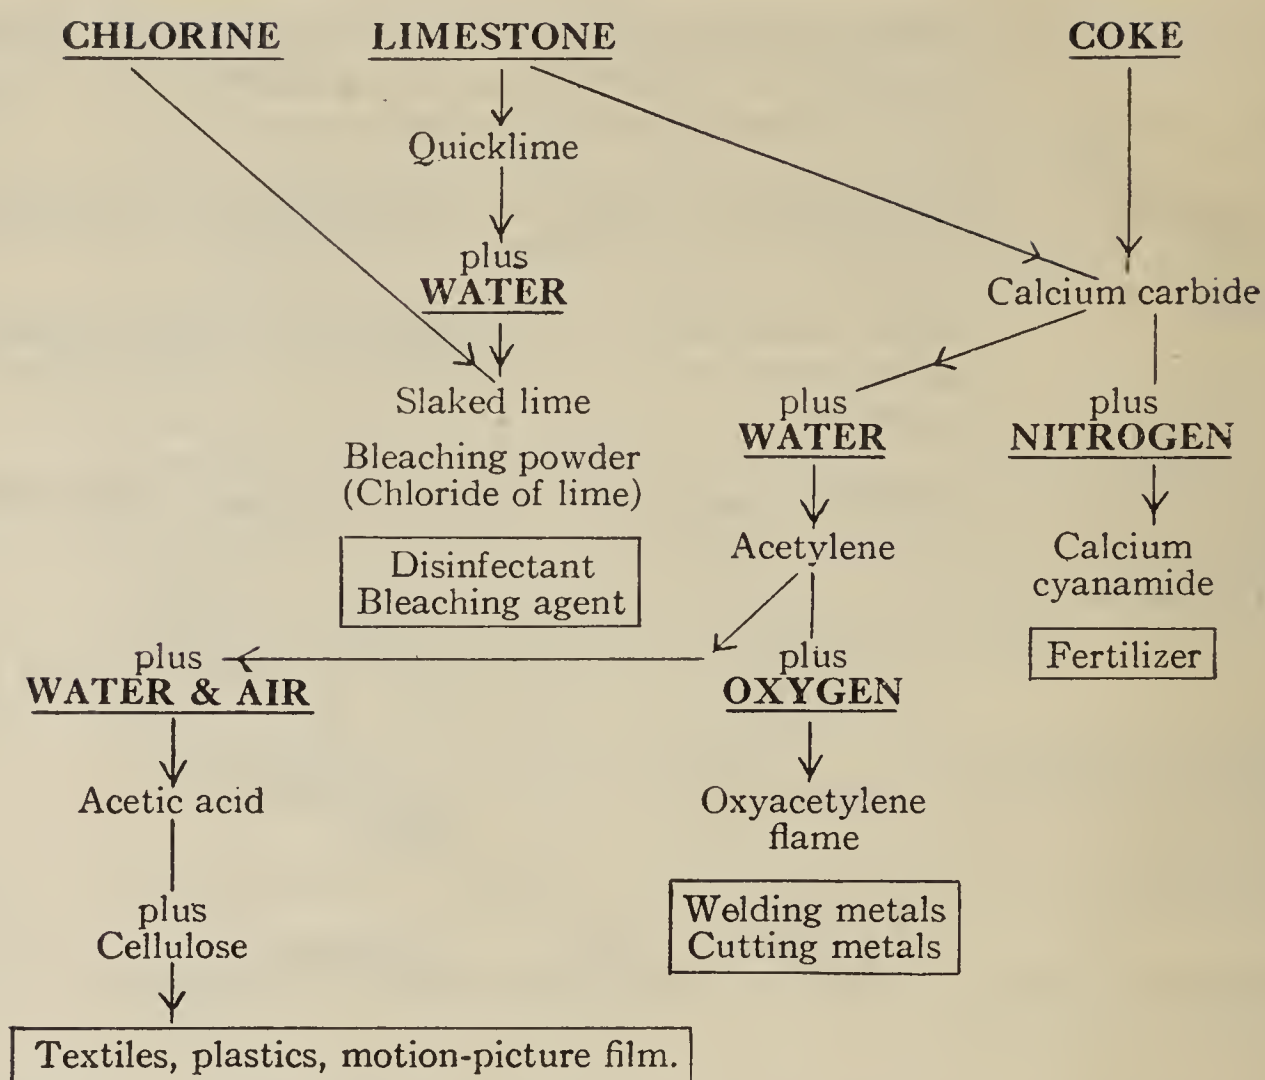 CHLORINE
LIMESTONE
COKE
Quicklime
plus
WATER
Calcium carbide
Slaked lime
Bleaching powder
(Chloride of lime)
Disinfectant
Bleaching agent
plus
WATER
plus
NITROGEN
Acetylene
Calcium
cyanamide
Fertilizer
plus
WATER & AIR
plus
OXYGEN
Acetic acid
Oxyacetylene
flame
plus
Cellulose
Welding metals
Cutting metals
Textiles, plastics, motion-picture film.